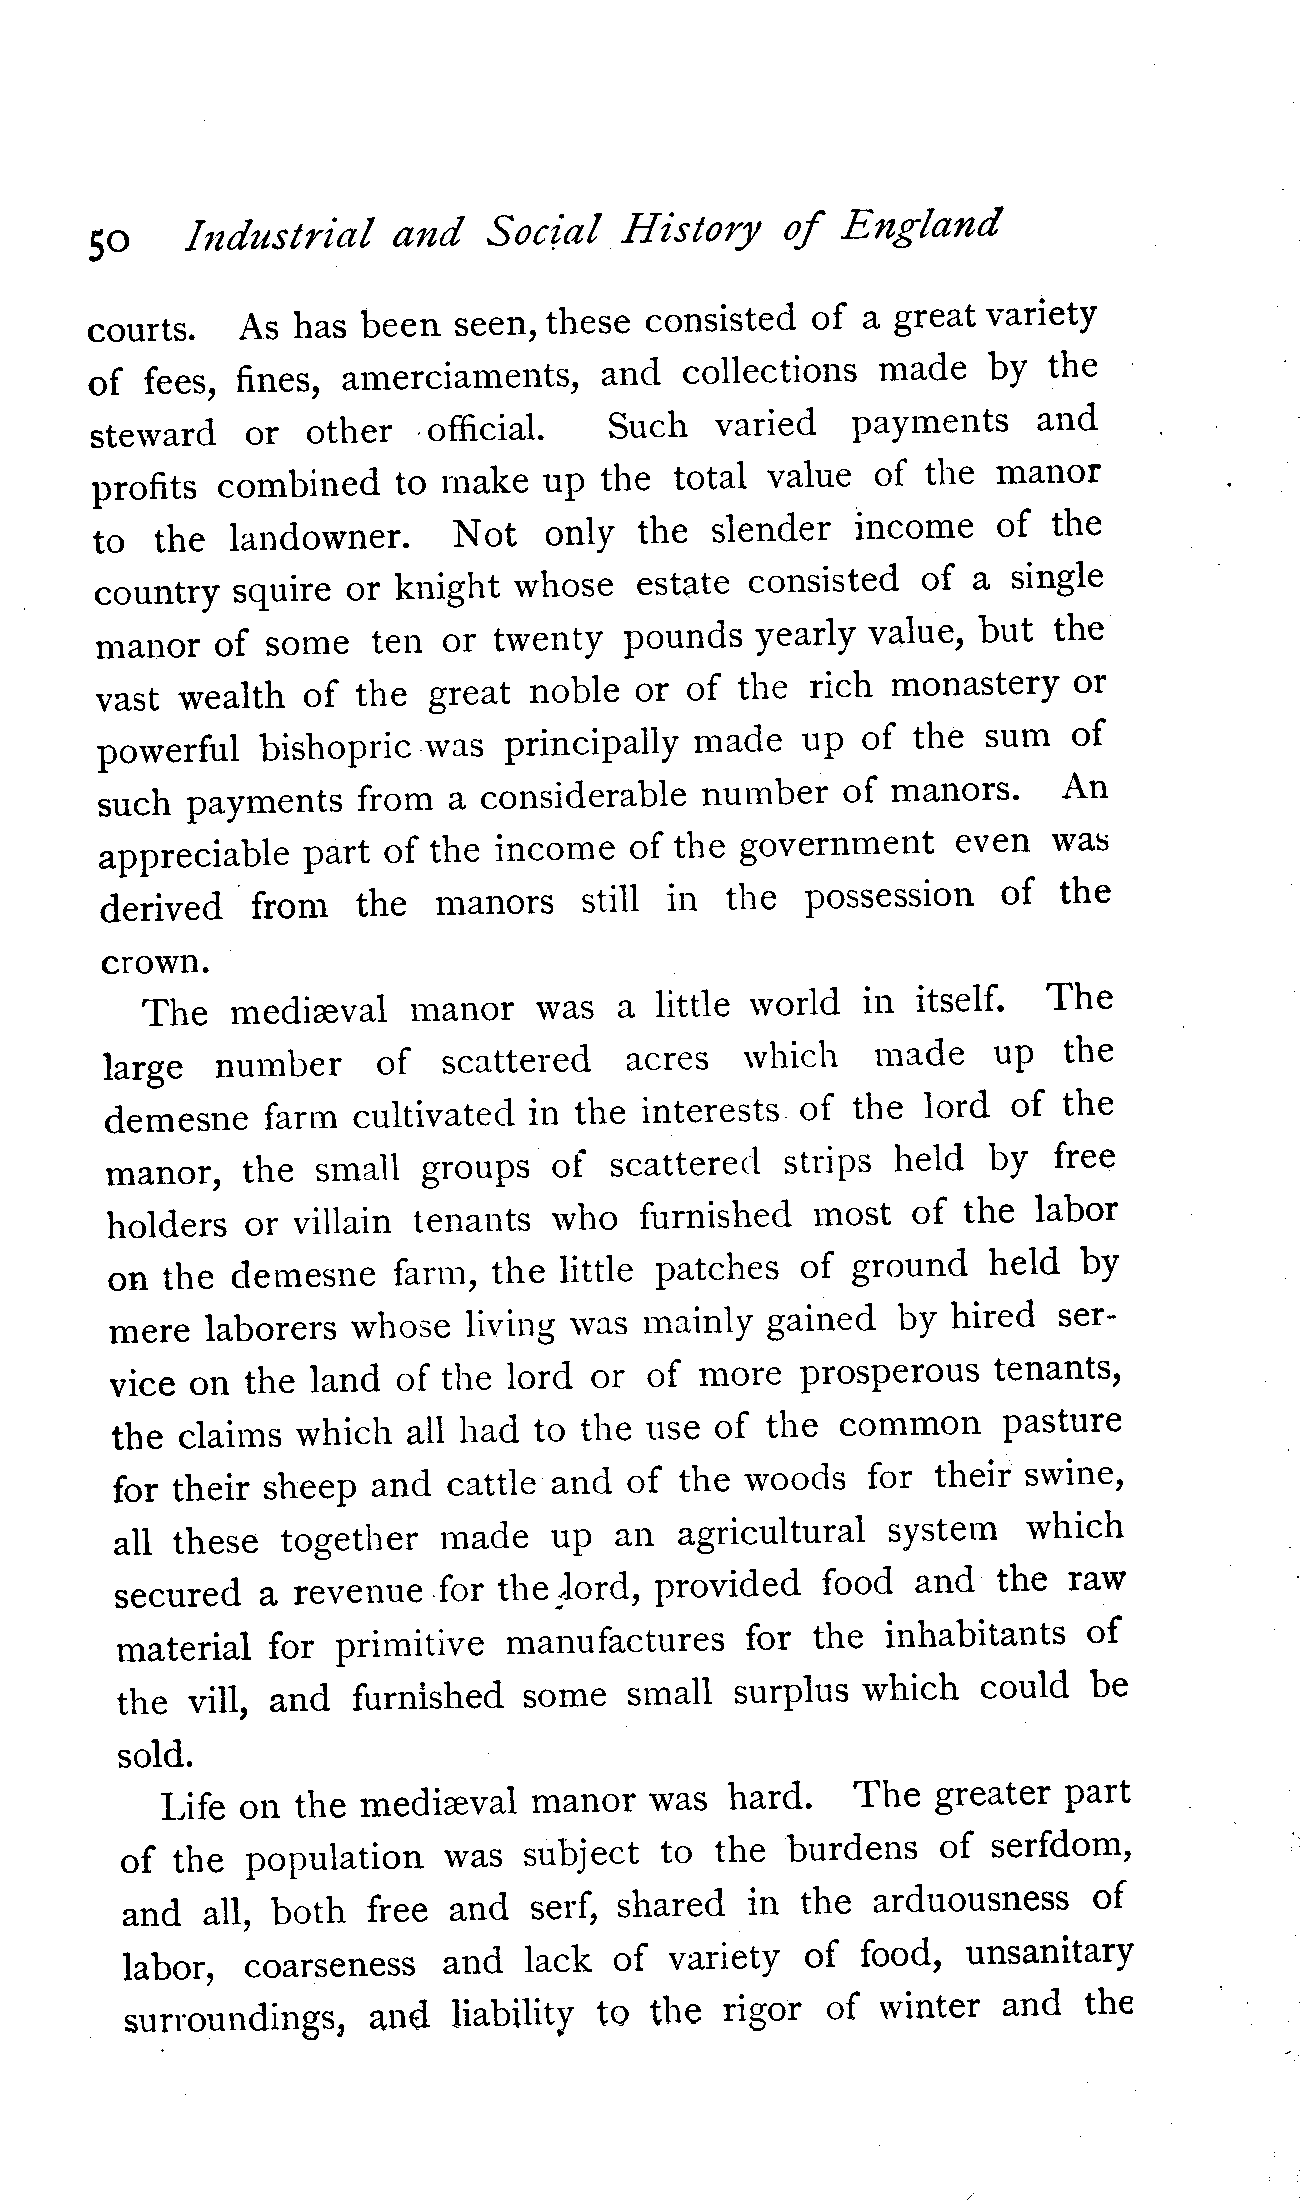 50 Industrial and Social History of England
courts. As has been seen, these consisted of a great variety
of fees, fines, amerciaments, and collections made by the
steward or other official. Such varied payments and
profits combined to make up the total value of the manor
to the landowner. Not only the slender income of the
country squire or knight whose estate consisted of a single
manor of some ten or twenty pounds yearly value, but the
vast wealth of the great noble or of the rich monastery or
powerful bishopric was principally made up of the sum of
such payments from a considerable number of manors. An
appreciable part of the income of the government even was
derived from the manors still in the possession of the
crown.
The mediæval manor was a little world in itself. The
large number of scattered acres which made up the
demesne farm cultivated in the interests of the lord of the
manor, the small groups of scattered strips held by free
holders or villain tenants who furnished most of the labor
on the demesne farm, the little patches of ground held by
mere laborers whose living was mainly gained by hired ser-
vice on the land of the lord or of more prosperous tenants,
the claims which all had to the use of the common pasture
for their sheep and cattle and of the woods for their swine,
all these together made up an agricultural system which
secured a revenue for the lord, provided food and the raw
material for primitive manufactures for the inhabitants of
the vill, and furnished some small surplus which could be
sold.
Life on the mediæval manor was hard. The greater part
of the population was subject to the burdens of serfdom,
and all, both free and serf, shared in the arduousness of
labor, coarseness and lack of variety of food, unsanitary
surroundings, and liability to the rigor of winter and the